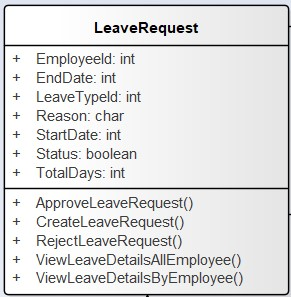 LeaveRequest
+ EmployeeId: int
+ EndDate: int
+ LeaveTypeId: int
+ Reason: char
+ StartDate: int
+ Status: boolean
+ TotalDays: int
+ ApproveLeaveRequest()
+ CreateLeaveRequest()
+ RejectLeaveRequest()
+ ViewLeaveDetailsAllEmployee()
+ ViewLeaveDetailsByEmployee()